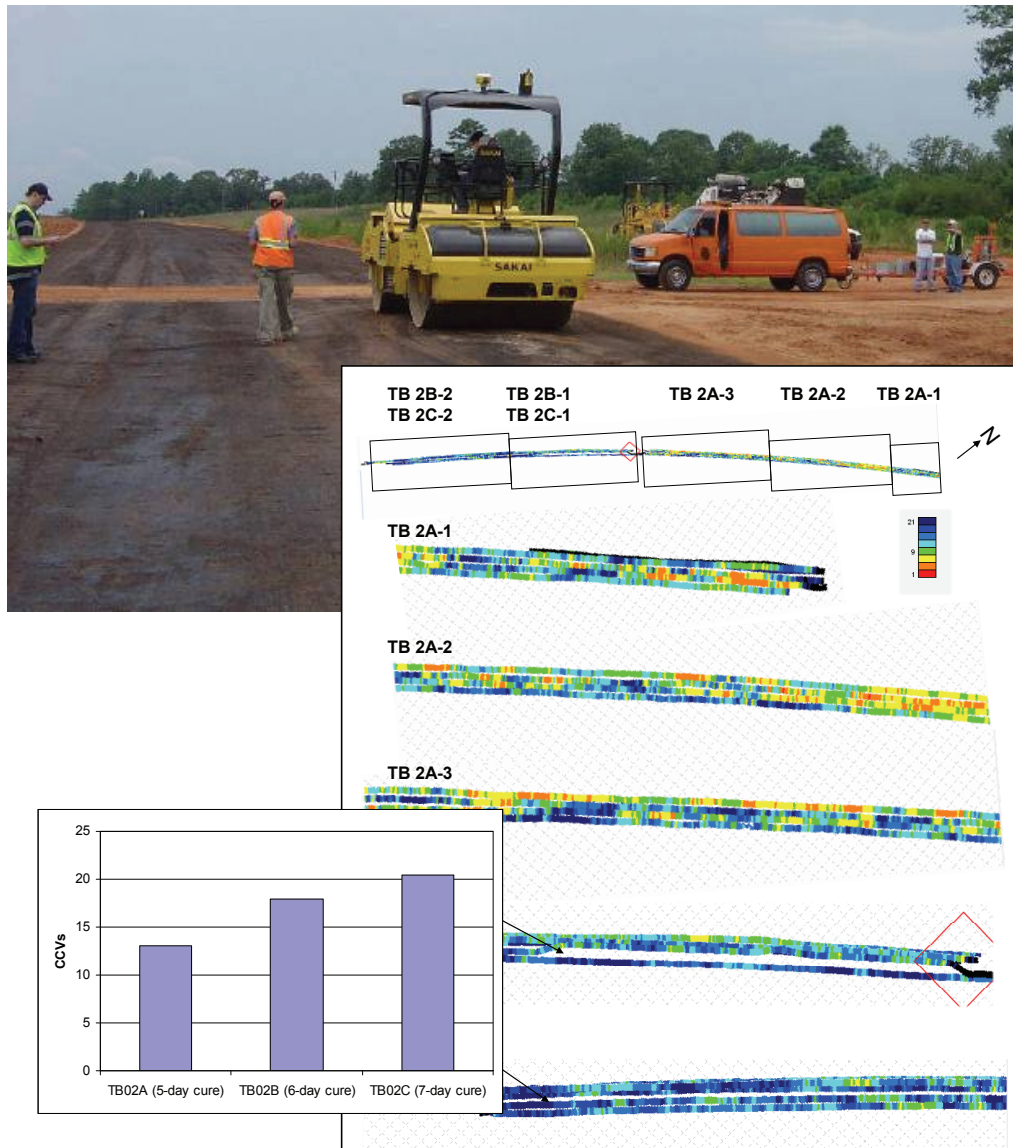 SAKAI
SAKAI
TB 2B-2 TB 2B-1 TB 2A-3 TB 2A-2 TB 2A-1
TB 2C-2 TB 2C-1
N
TB 2A-1
21
9
1
TB 2A-2
TB 2A-3
25
20
15
10
5
0
CCVs
TB02A (5-day cure) TB02B (6-day cure) TB02C (7-day cure)